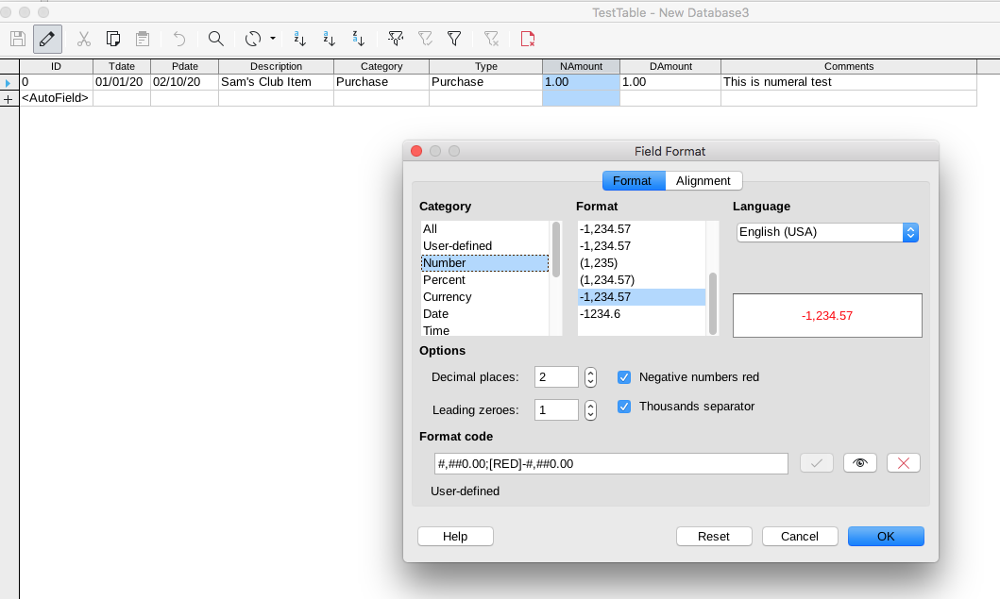 TestTable - New Database3
ID Tdate Pdate Description Category Type NAmount DAmount Comments
0 01/01/20 02/10/20 Sam's Club Item Purchase Purchase 1.00 1.00 This is numeral test
<AutoField>
Field Format
Format Alignment
Category Format Language
All -1,234.57 English (USA)
User-defined -1,234.57
Number (1,235)
Percent (1,234.57)
Currency -1,234.57
Date -1234.6
Time
-1,234.57
Options
Decimal places: 2 Negative numbers red
Leading zeroes: 1 Thousands separator
Format code
#,##0.00;[RED]-#,##0.00
User-defined
Help Reset Cancel OK